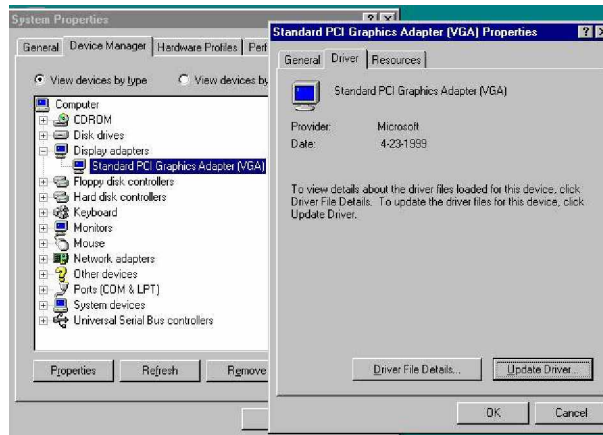 System Properties
General Device Manager Hardware Profiles Perf
View devices by type View devices by
Computer
CDROM
Disk drives
Display adapters
Standard PCI Graphics Adapter (VGA)
Floppy disk controllers
Hard disk controllers
Keyboard
Monitors
Mouse
Network adapters
Other devices
Ports (COM & LPT)
System devices
Universal Serial Bus controllers
Properties Refresh Remove
Standard PCI Graphics Adapter (VGA) Properties
General Driver Resources
Standard PCI Graphics Adapter (VGA)
Provider: Microsoft
Date: 4-23-1999
To view details about the driver files loaded for this device, click
Driver File Details. To update the driver files for this device, click
Update Driver.
Driver File Details... Update Driver...
OK Cancel